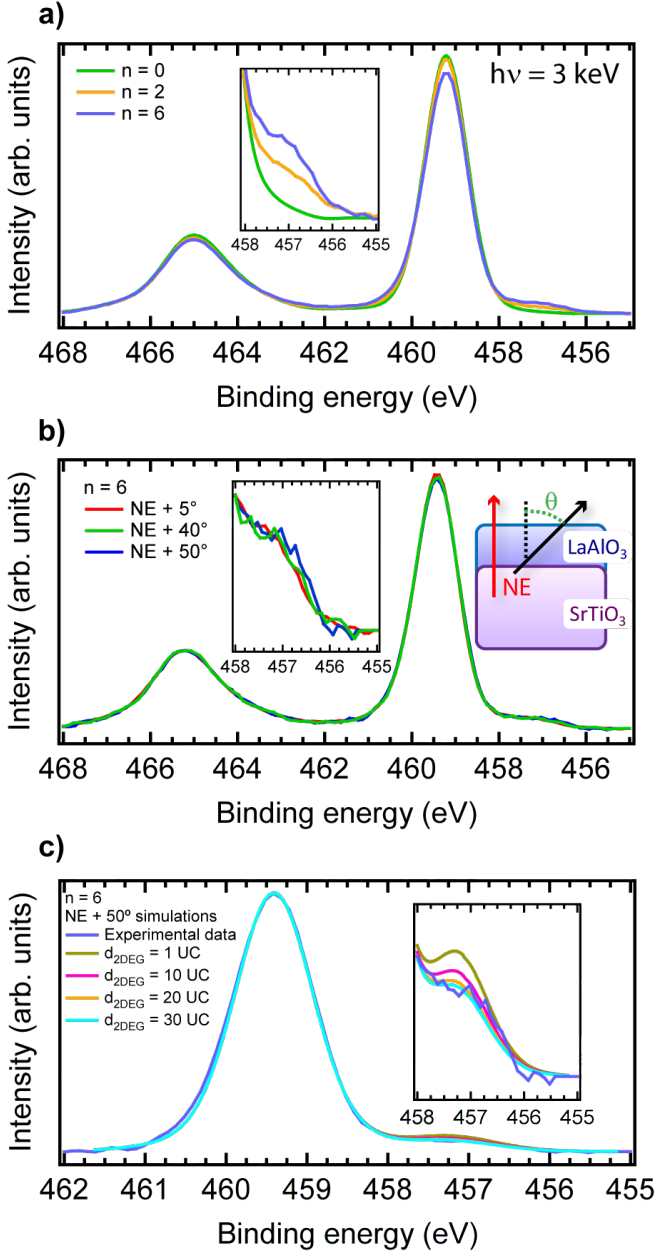 a)
Intensity (arb. units)
n = 0
n = 2
n = 6
hν = 3 keV
458 457 456 455
468 466 464 462 460 458 456
Binding energy (eV)
b)
Intensity (arb. units)
n = 6
NE + 5°
NE + 40°
NE + 50°
458 457 456 455
θ
LaAlO3
NE
SrTiO3
468 466 464 462 460 458 456
Binding energy (eV)
c)
Intensity (arb. units)
n = 6
NE + 50º simulations
Experimental data
d2DEG = 1 UC
d2DEG = 10 UC
d2DEG = 20 UC
d2DEG = 30 UC
458 457 456 455
462 461 460 459 458 457 456 455
Binding energy (eV)